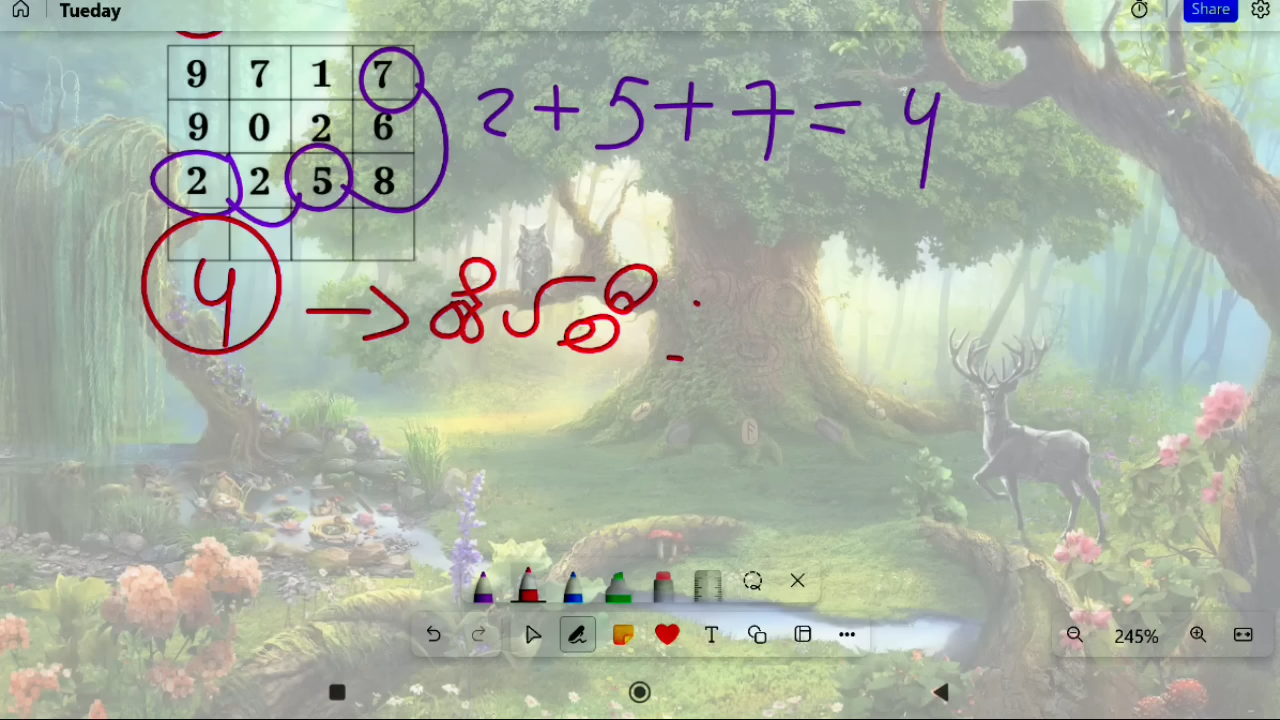 Tueday
Share
9 7 1 7
9 0 2 6
2 2 5 8
2+5+7=4
4 →
245%
T